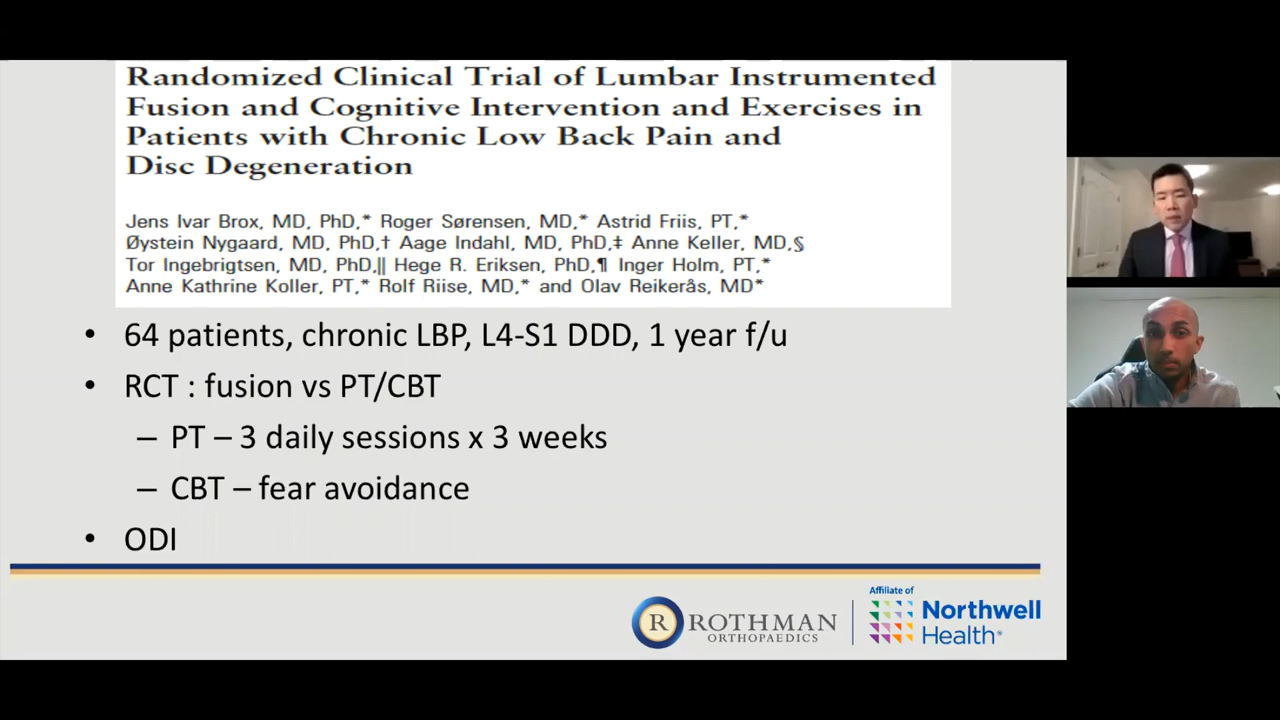 Randomized Clinical Trial of Lumbar Instrumented
Fusion and Cognitive Intervention and Exercises in
Patients with Chronic Low Back Pain and
Disc Degeneration
Jens Ivar Brox, MD, PhD,* Roger Sørensen, MD,* Astrid Friis, PT,*
Øystein Nygaard, MD, PhD,† Aage Indahl, MD, PhD,‡ Anne Keller, MD,§
Tor Ingebrigtsen, MD, PhD,|| Hege R. Eriksen, PhD,¶ Inger Holm, PT,*
Anne Kathrine Koller, PT,* Rolf Riise, MD,* and Olav Reikerås, MD*
• 64 patients, chronic LBP, L4-S1 DDD, 1 year f/u
• RCT : fusion vs PT/CBT
– PT – 3 daily sessions x 3 weeks
– CBT – fear avoidance
• ODI
R ROTHMAN
ORTHOPAEDICS
Affiliate of
Northwell
Health®